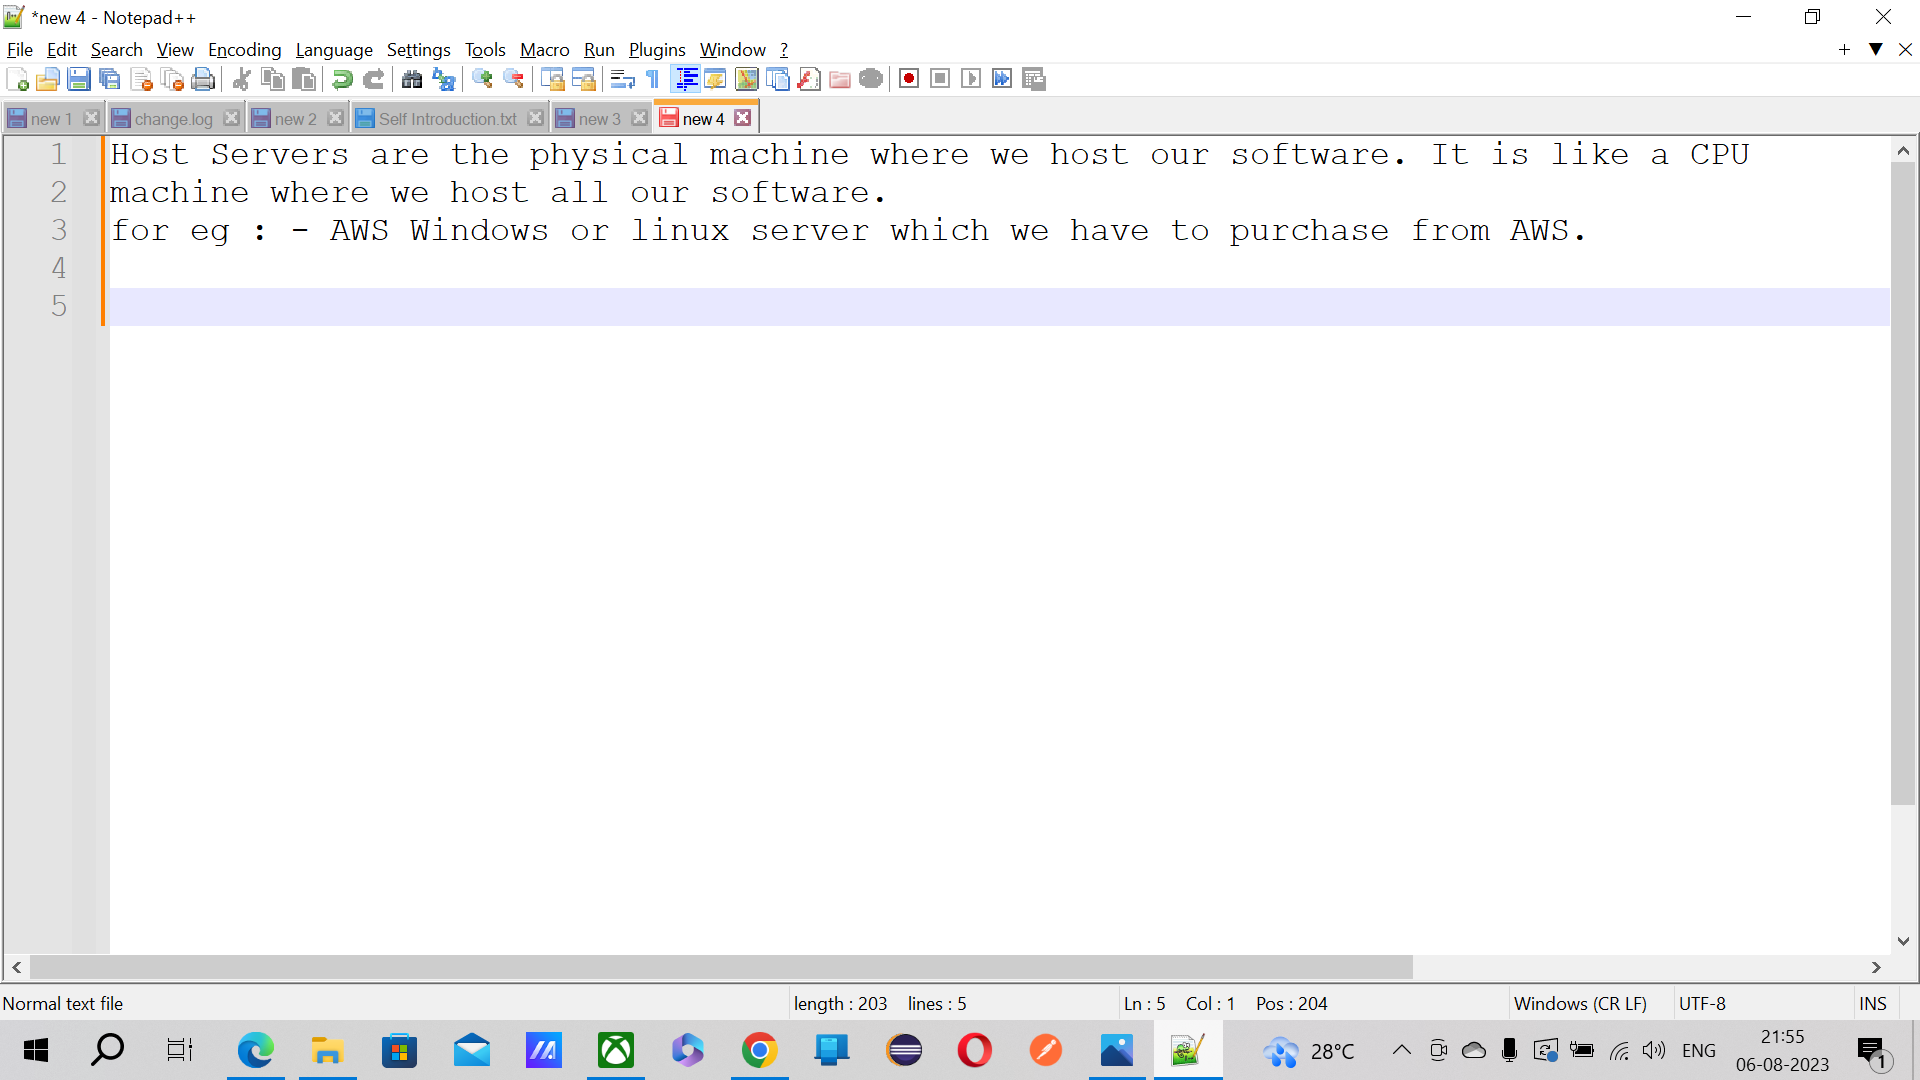 *new 4 - Notepad++
File Edit Search View Encoding Language Settings Tools Macro Run Plugins Window ?
new 1 change.log new 2 Self Introduction.txt new 3 new 4
1 Host Servers are the physical machine where we host our software. It is like a CPU
2 machine where we host all our software.
3 for eg : - AWS Windows or linux server which we have to purchase from AWS.
4
5
Normal text file length : 203 lines : 5 Ln : 5 Col : 1 Pos : 204 Windows (CR LF) UTF-8 INS
28°C ENG 21:55
06-08-2023 1